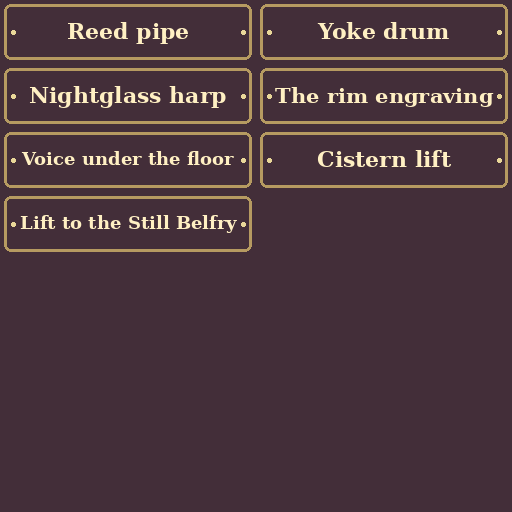 Reed pipe
Yoke drum
Nightglass harp
The rim engraving
Voice under the floor
Cistern lift
Lift to the Still Belfry